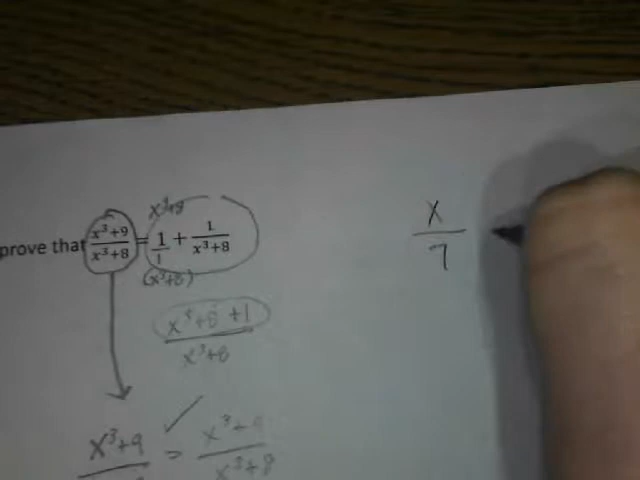 x³+8
prove that x³+9/x³+8 = 1/1 + 1/x³+8
(x³+8)
x³+8+1
x³+8
x³+9 = x³+9
x³+8
x
7